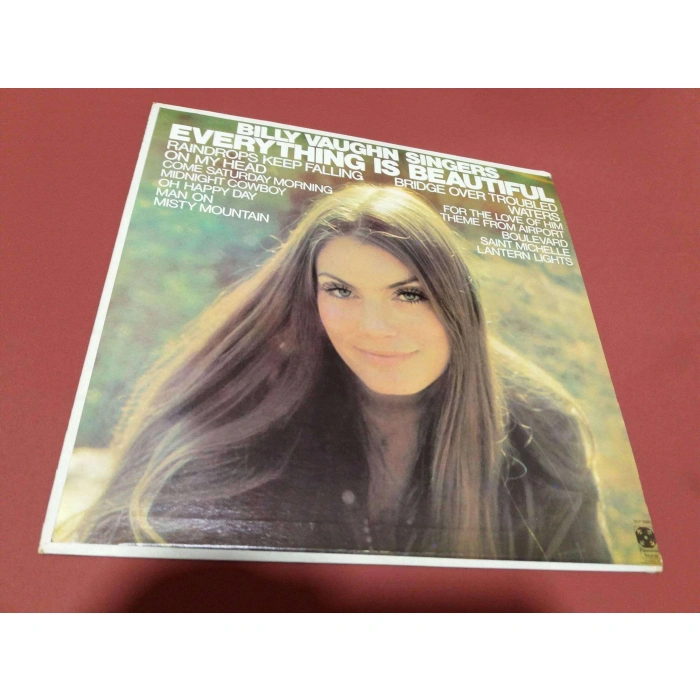 BILLY VAUGHN SINGERS
EVERYTHING IS BEAUTIFUL
RAINDROPS KEEP FALLING
ON MY HEAD
COME SATURDAY MORNING
MIDNIGHT COWBOY
OH HAPPY DAY
MAN ON
MISTY MOUNTAIN
BRIDGE OVER TROUBLED
WATERS
FOR THE LOVE OF HIM
THEME FROM AIRPORT
BOULEVARD
SAINT MICHELLE
LANTERN LIGHTS